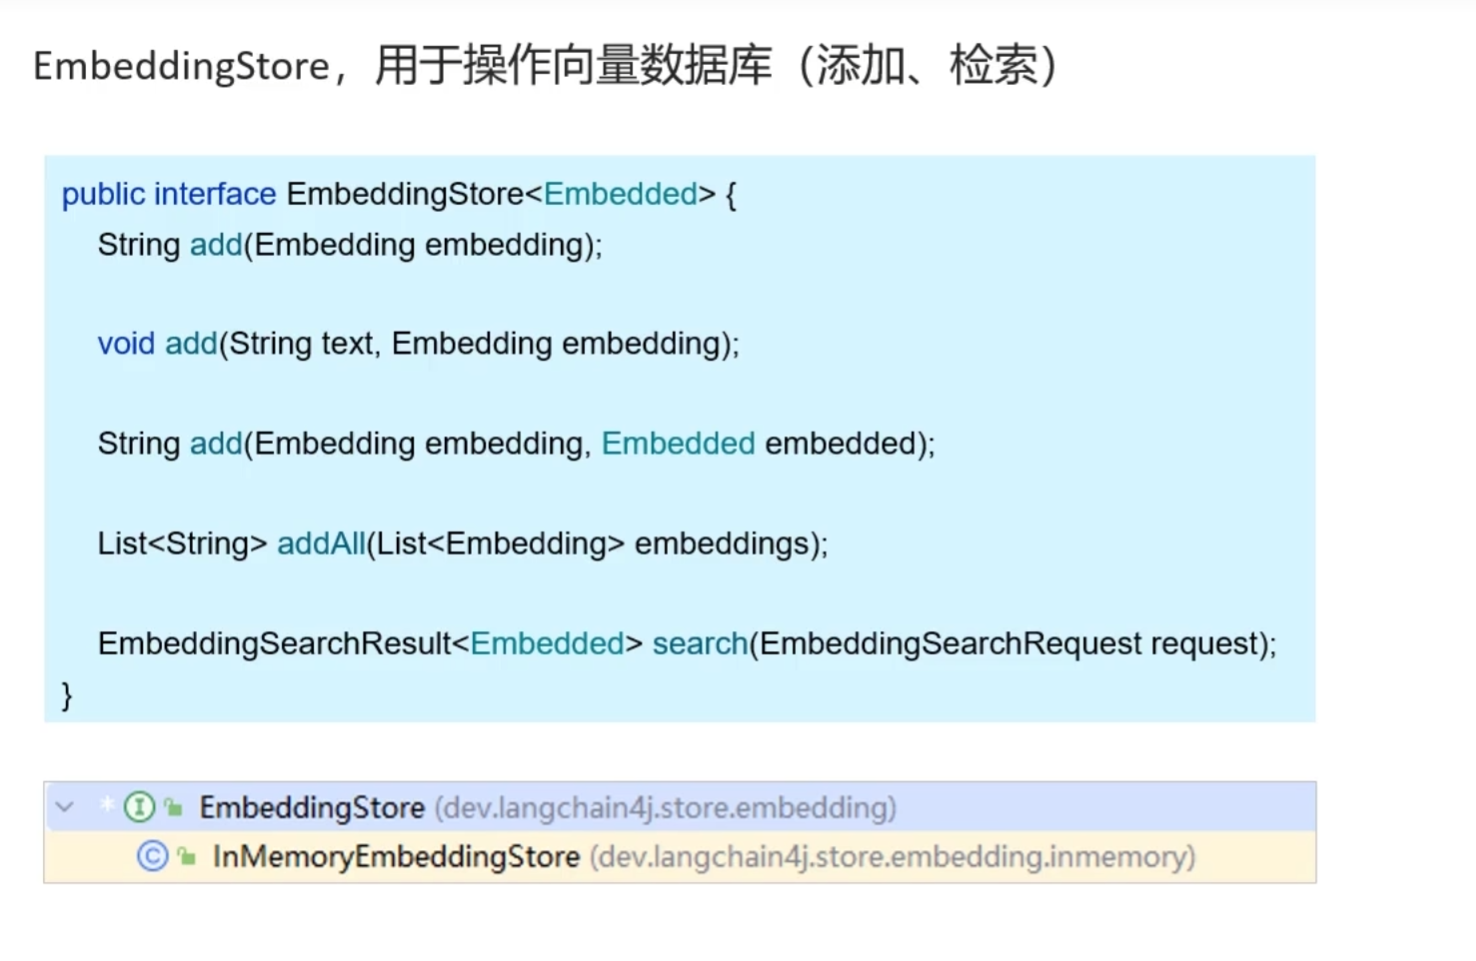 EmbeddingStore，用于操作向量数据库（添加、检索）
public interface EmbeddingStore<Embedded> {
String add(Embedding embedding);
void add(String text, Embedding embedding);
String add(Embedding embedding, Embedded embedded);
List<String> addAll(List<Embedding> embeddings);
EmbeddingSearchResult<Embedded> search(EmbeddingSearchRequest request);
}
EmbeddingStore (dev.langchain4j.store.embedding)
InMemoryEmbeddingStore (dev.langchain4j.store.embedding.inmemory)